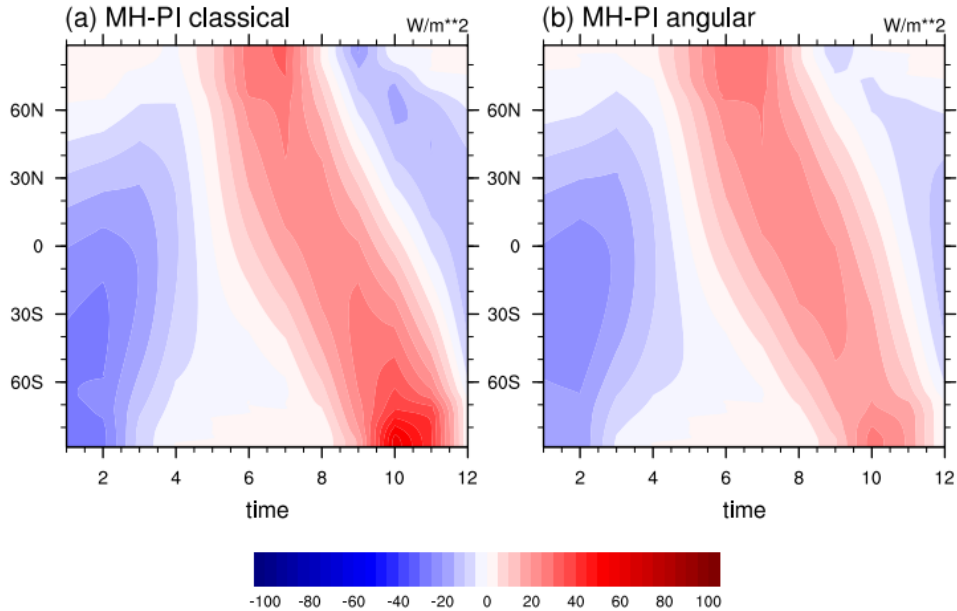 (a) MH-PI classical
W/m**2
60N
30N
0
30S
60S
2 4 6 8 10 12
time
(b) MH-PI angular
W/m**2
60N
30N
0
30S
60S
2 4 6 8 10 12
time
-100 -80 -60 -40 -20 0 20 40 60 80 100